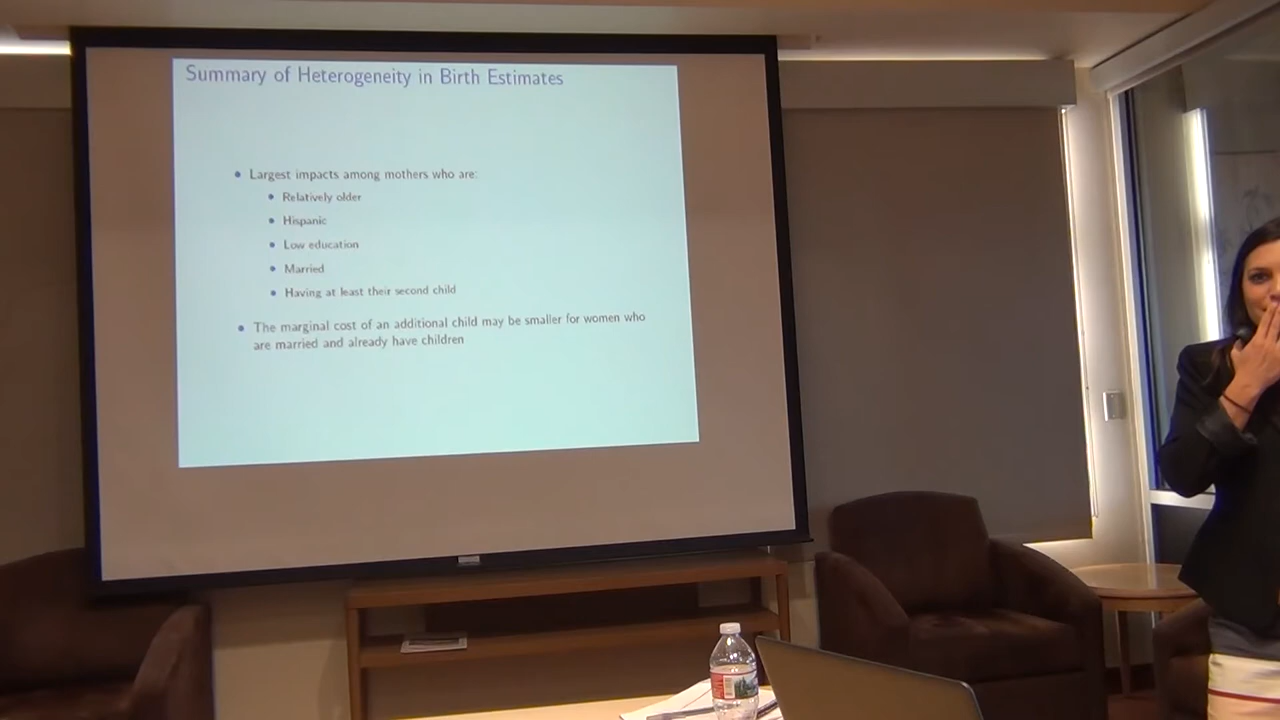 Summary of Heterogeneity in Birth Estimates
• Largest impacts among mothers who are:
• Relatively older
• Hispanic
• Low education
• Married
• Having at least their second child
• The marginal cost of an additional child may be smaller for women who
are married and already have children